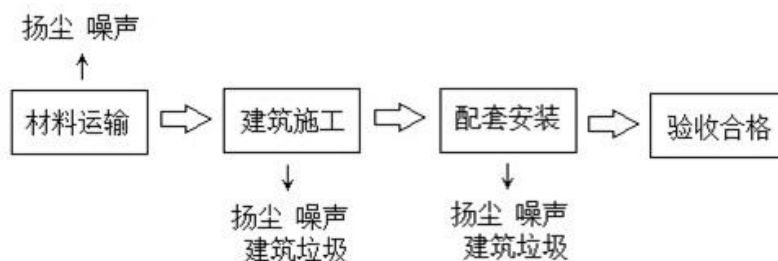 扬尘 噪声
材料运输
建筑施工
配套安装
验收合格
扬尘 噪声
建筑垃圾
扬尘 噪声
建筑垃圾